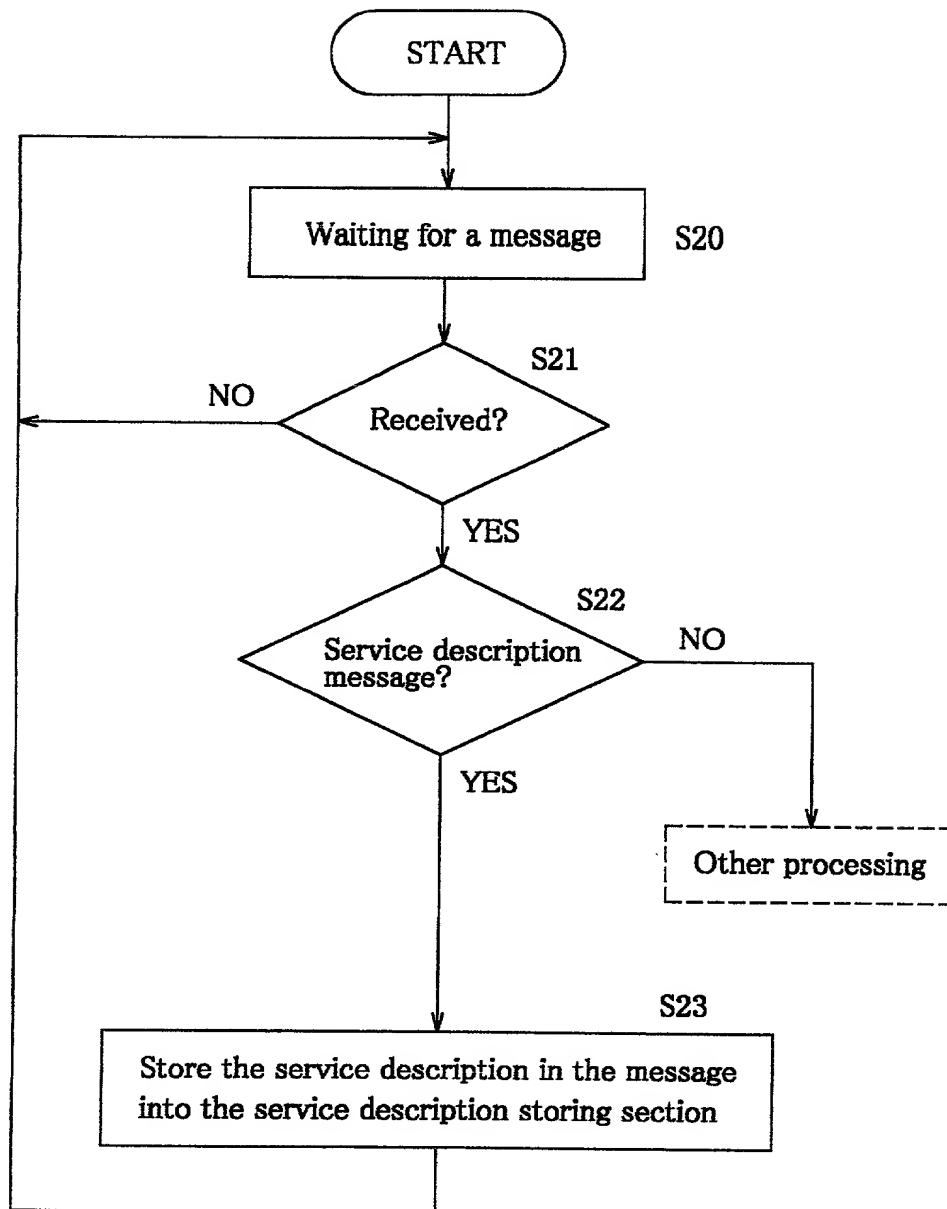 START
Waiting for a message
S20
S21
NO
Received?
YES
S22
NO
Service description
message?
YES
Other processing
S23
Store the service description in the message
into the service description storing section